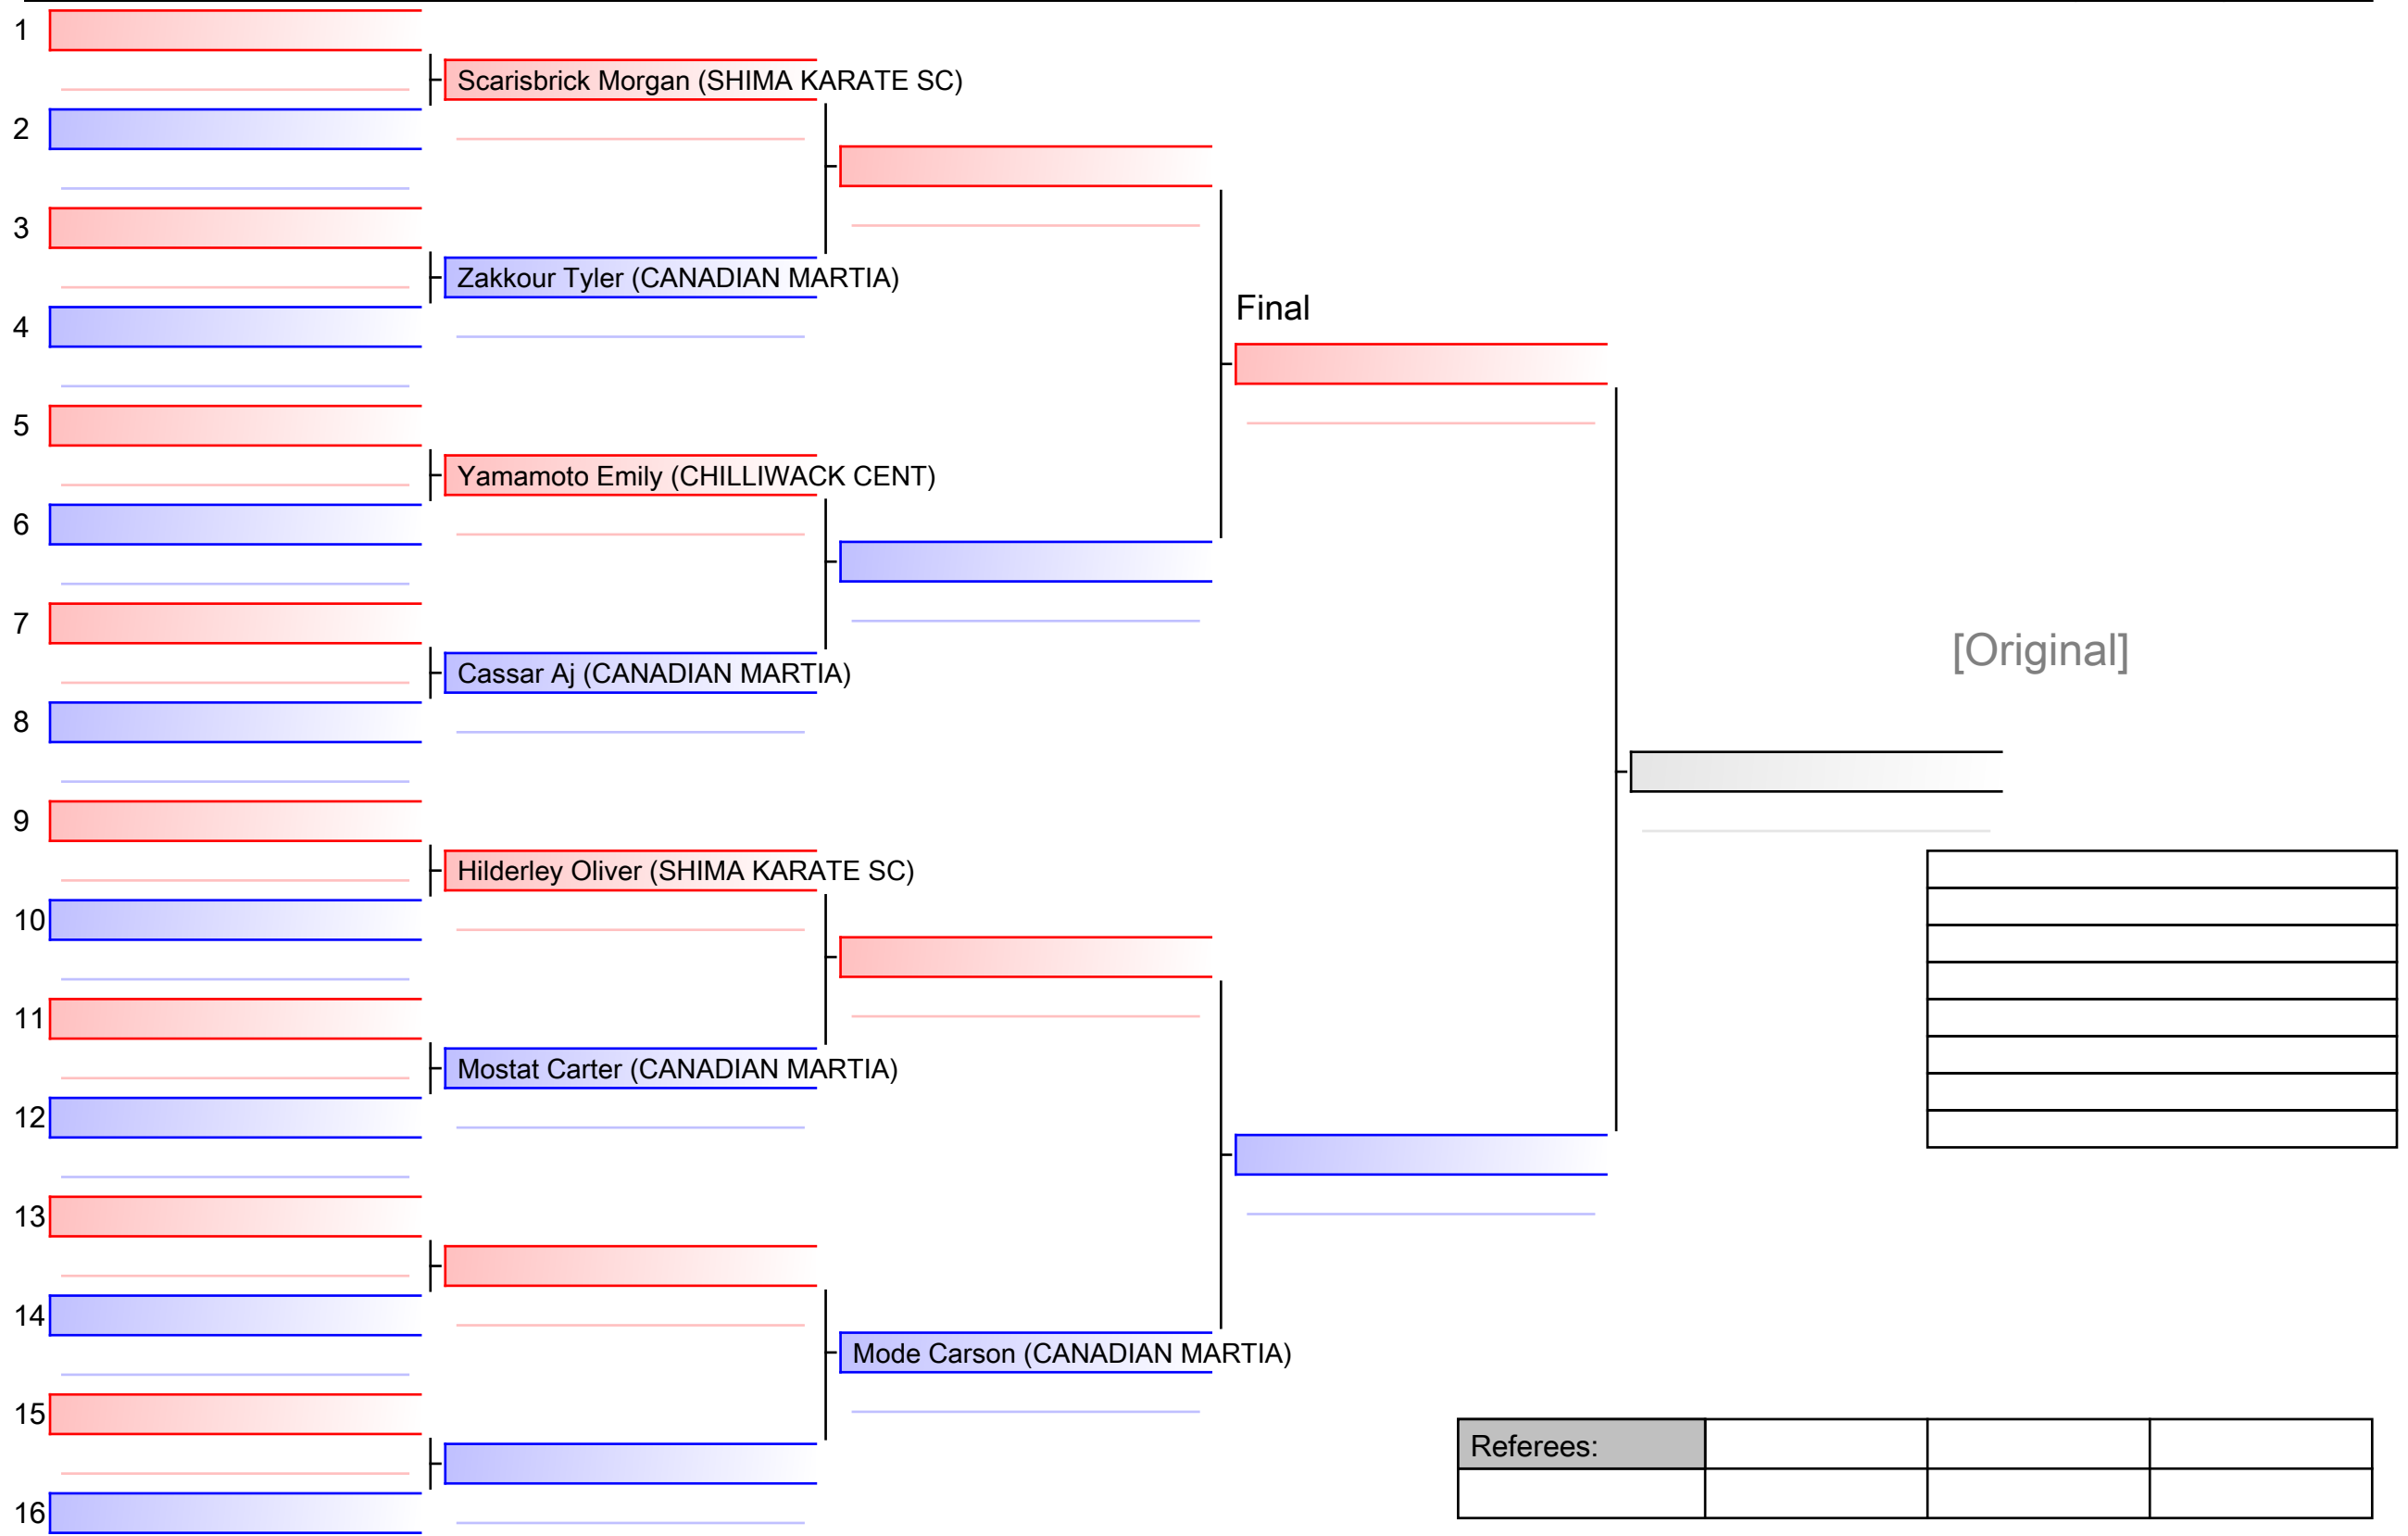 1
Scarisbrick Morgan (SHIMA KARATE SC)
2
3
Zakkour Tyler (CANADIAN MARTIA)
Final
4
5
Yamamoto Emily (CHILLIWACK CENT)
6
7
[Original]
Cassar Aj (CANADIAN MARTIA)
8
9
Hilderley Oliver (SHIMA KARATE SC)
10
11
Mostat Carter (CANADIAN MARTIA)
12
13
14
Mode Carson (CANADIAN MARTIA)
15
Referees:
16